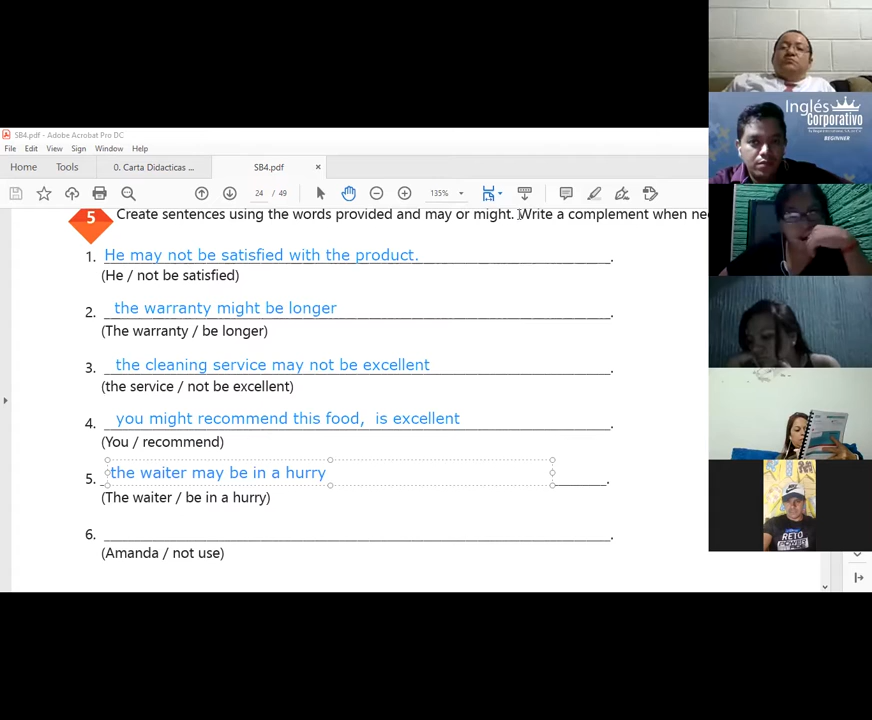 SB4.pdf - Adobe Acrobat Pro DC
File Edit View Sign Window Help
Home Tools 0. Carta Didacticas ... SB4.pdf ×
24 / 49 135%
5 Create sentences using the words provided and may or might. Write a complement when nec
1. He may not be satisfied with the product. .
(He / not be satisfied)
2. the warranty might be longer .
(The warranty / be longer)
3. the cleaning service may not be excellent .
(the service / not be excellent)
4. you might recommend this food, is excellent .
(You / recommend)
5. the waiter may be in a hurry .
(The waiter / be in a hurry)
6. .
(Amanda / not use)
Inglés
Corporativo
BEGINNER
RETO